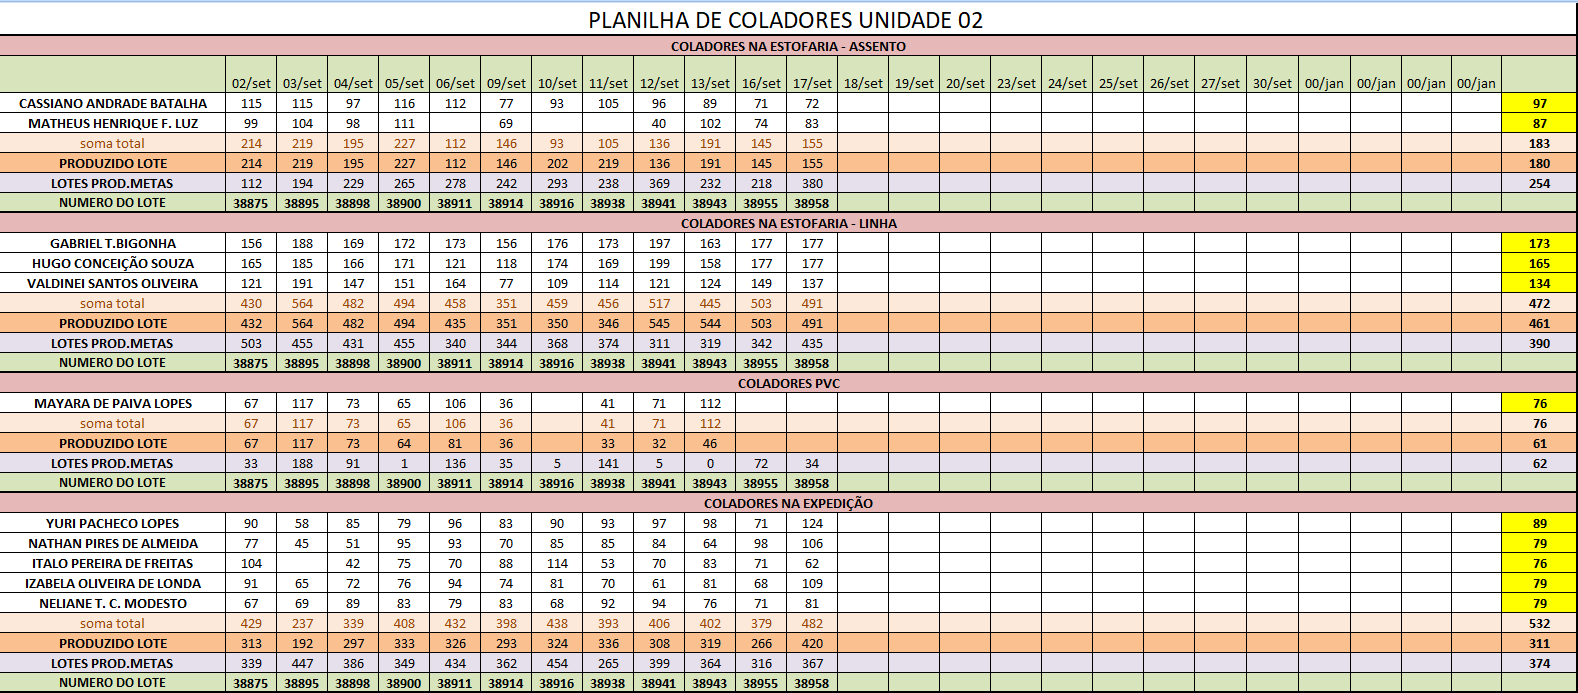 PLANILHA DE COLADORES UNIDADE 02
COLADORES NA ESTOFARIA - ASSENTO
02/set 03/set 04/set 05/set 06/set 09/set 10/set 11/set 12/set 13/set 16/set 17/set 18/set 19/set 20/set 23/set 24/set 25/set 26/set 27/set 30/set 00/jan 00/jan 00/jan 00/jan
CASSIANO ANDRADE BATALHA 115 115 97 116 112 77 93 105 96 89 71 72 97
MATHEUS HENRIQUE F. LUZ 99 104 98 111 69 40 102 74 83 87
soma total 214 219 195 227 112 146 93 105 136 191 145 155 183
PRODUZIDO LOTE 214 219 195 227 112 146 202 219 136 191 145 155 180
LOTES PROD.METAS 112 194 229 265 278 242 293 238 369 232 218 380 254
NUMERO DO LOTE 38875 38895 38898 38900 38911 38914 38916 38938 38941 38943 38955 38958
COLADORES NA ESTOFARIA - LINHA
GABRIEL T.BIGONHA 156 188 169 172 173 156 176 173 197 163 177 177 173
HUGO CONCEIÇÃO SOUZA 165 185 166 171 121 118 174 169 199 158 177 177 165
VALDINEI SANTOS OLIVEIRA 121 191 147 151 164 77 109 114 121 124 149 137 134
soma total 430 564 482 494 458 351 459 456 517 445 503 491 472
PRODUZIDO LOTE 432 564 482 494 435 351 350 346 545 544 503 491 461
LOTES PROD.METAS 503 455 431 455 340 344 368 374 311 319 342 435 390
NUMERO DO LOTE 38875 38895 38898 38900 38911 38914 38916 38938 38941 38943 38955 38958
COLADORES PVC
MAYARA DE PAIVA LOPES 67 117 73 65 106 36 41 71 112 76
soma total 67 117 73 65 106 36 41 71 112 76
PRODUZIDO LOTE 67 117 73 64 81 36 33 32 46 61
LOTES PROD.METAS 33 188 91 1 136 35 5 141 5 0 72 34 62
NUMERO DO LOTE 38875 38895 38898 38900 38911 38914 38916 38938 38941 38943 38955 38958
COLADORES NA EXPEDIÇÃO
YURI PACHECO LOPES 90 58 85 79 96 83 90 93 97 98 71 124 89
NATHAN PIRES DE ALMEIDA 77 45 51 95 93 70 85 85 84 64 98 106 79
ITALO PEREIRA DE FREITAS 104 42 75 70 88 114 53 70 83 71 62 76
IZABELA OLIVEIRA DE LONDA 91 65 72 76 94 74 81 70 61 81 68 109 79
NELIANE T. C. MODESTO 67 69 89 83 79 83 68 92 94 76 71 81 79
soma total 429 237 339 408 432 398 438 393 406 402 379 482 532
PRODUZIDO LOTE 313 192 297 333 326 293 324 336 308 319 266 420 311
LOTES PROD.METAS 339 447 386 349 434 362 454 265 399 364 316 367 374
NUMERO DO LOTE 38875 38895 38898 38900 38911 38914 38916 38938 38941 38943 38955 38958